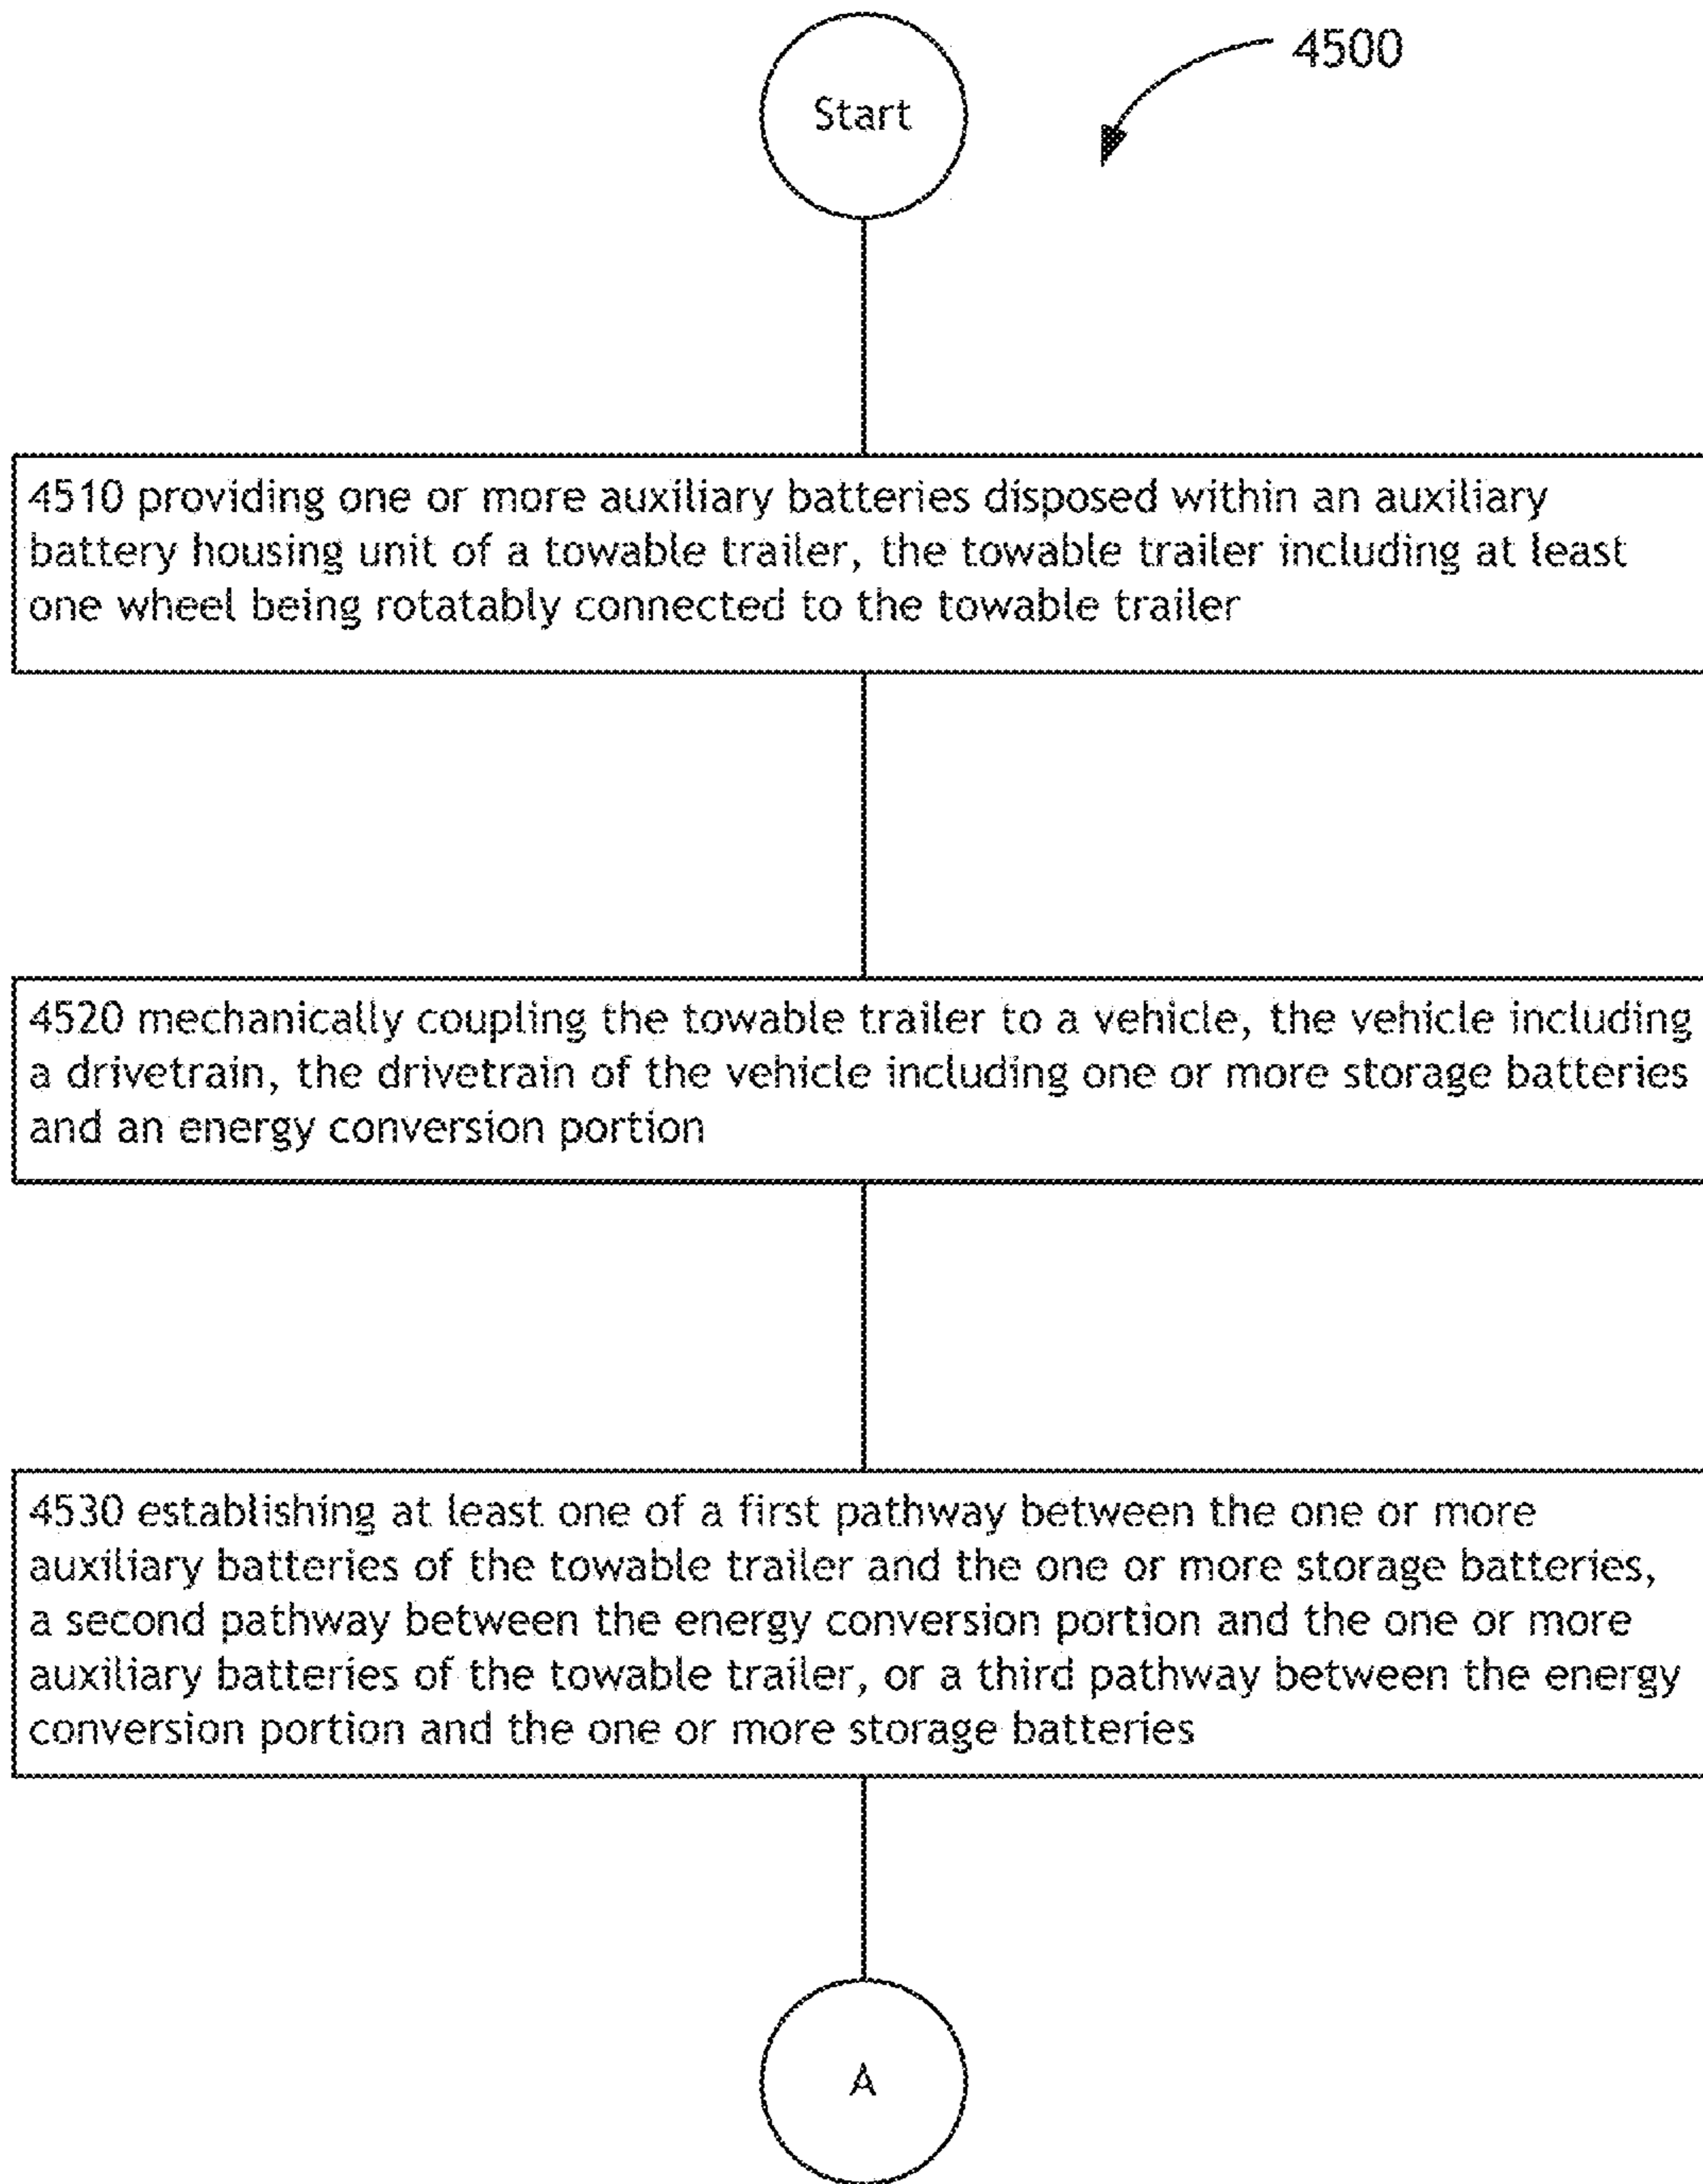 Start
4500
4510 providing one or more auxiliary batteries disposed within an auxiliary
battery housing unit of a towable trailer, the towable trailer including at least
one wheel being rotatably connected to the towable trailer
4520 mechanically coupling the towable trailer to a vehicle, the vehicle including
a drivetrain, the drivetrain of the vehicle including one or more storage batteries
and an energy conversion portion
4530 establishing at least one of a first pathway between the one or more
auxiliary batteries of the towable trailer and the one or more storage batteries,
a second pathway between the energy conversion portion and the one or more
auxiliary batteries of the towable trailer, or a third pathway between the energy
conversion portion and the one or more storage batteries
A